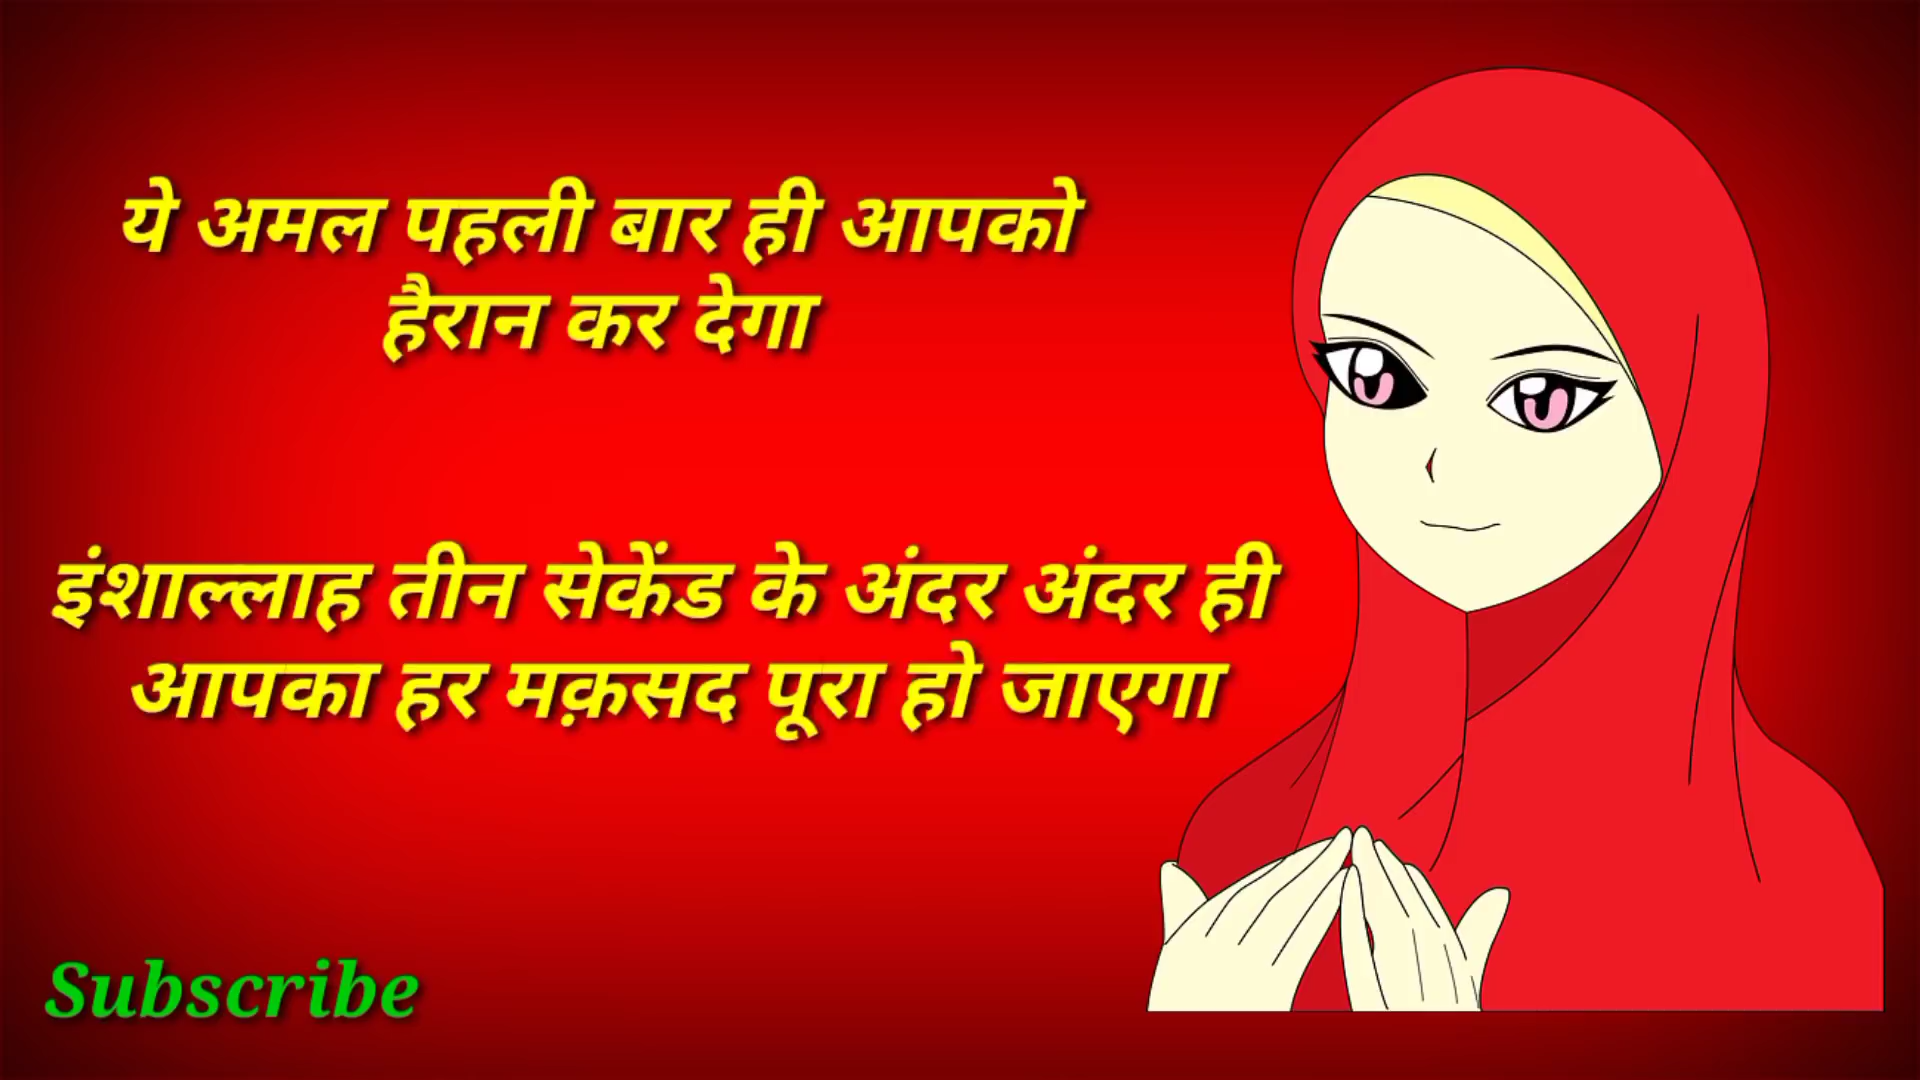 ये अमल पहली बार ही आपको
हैरान कर देगा
इंशाल्लाह तीन सेकेंड के अंदर अंदर ही
आपका हर मक़सद पूरा हो जाएगा
Subscribe